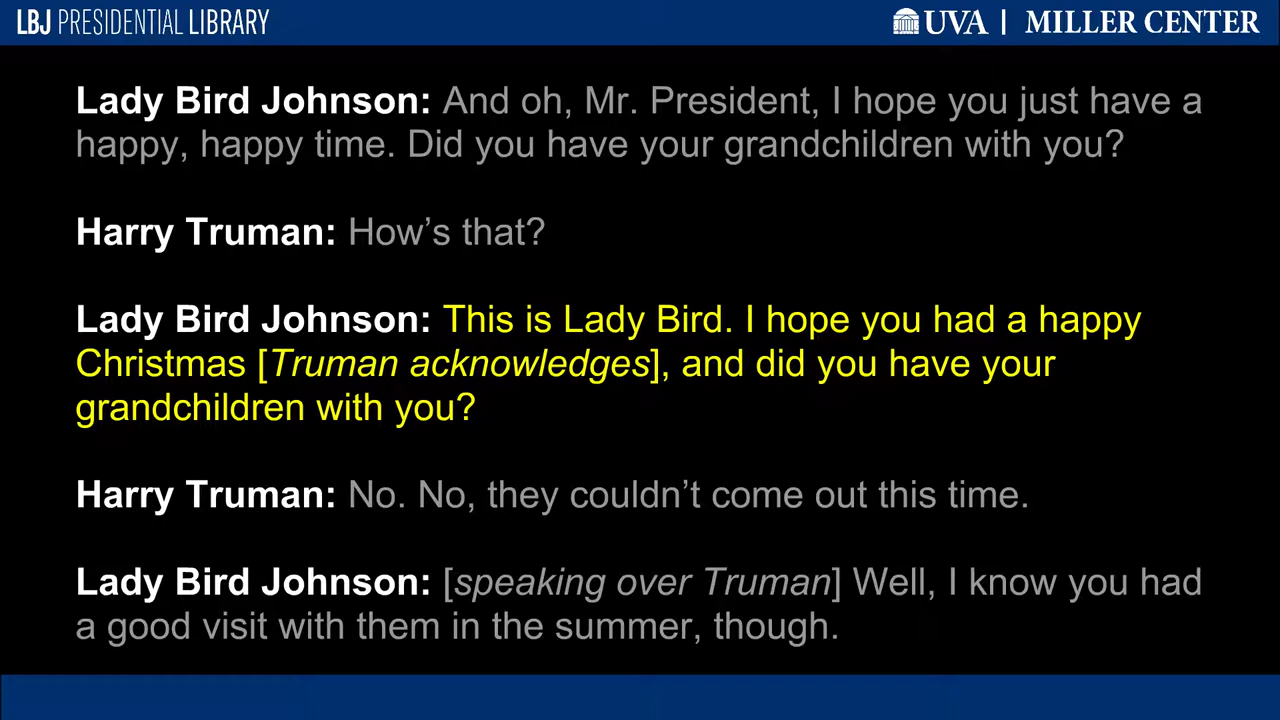 LBJ PRESIDENTIAL LIBRARY
UVA | MILLER CENTER
Lady Bird Johnson: And oh, Mr. President, I hope you just have a
happy, happy time. Did you have your grandchildren with you?
Harry Truman: How’s that?
Lady Bird Johnson: This is Lady Bird. I hope you had a happy
Christmas [Truman acknowledges], and did you have your
grandchildren with you?
Harry Truman: No. No, they couldn’t come out this time.
Lady Bird Johnson: [speaking over Truman] Well, I know you had
a good visit with them in the summer, though.